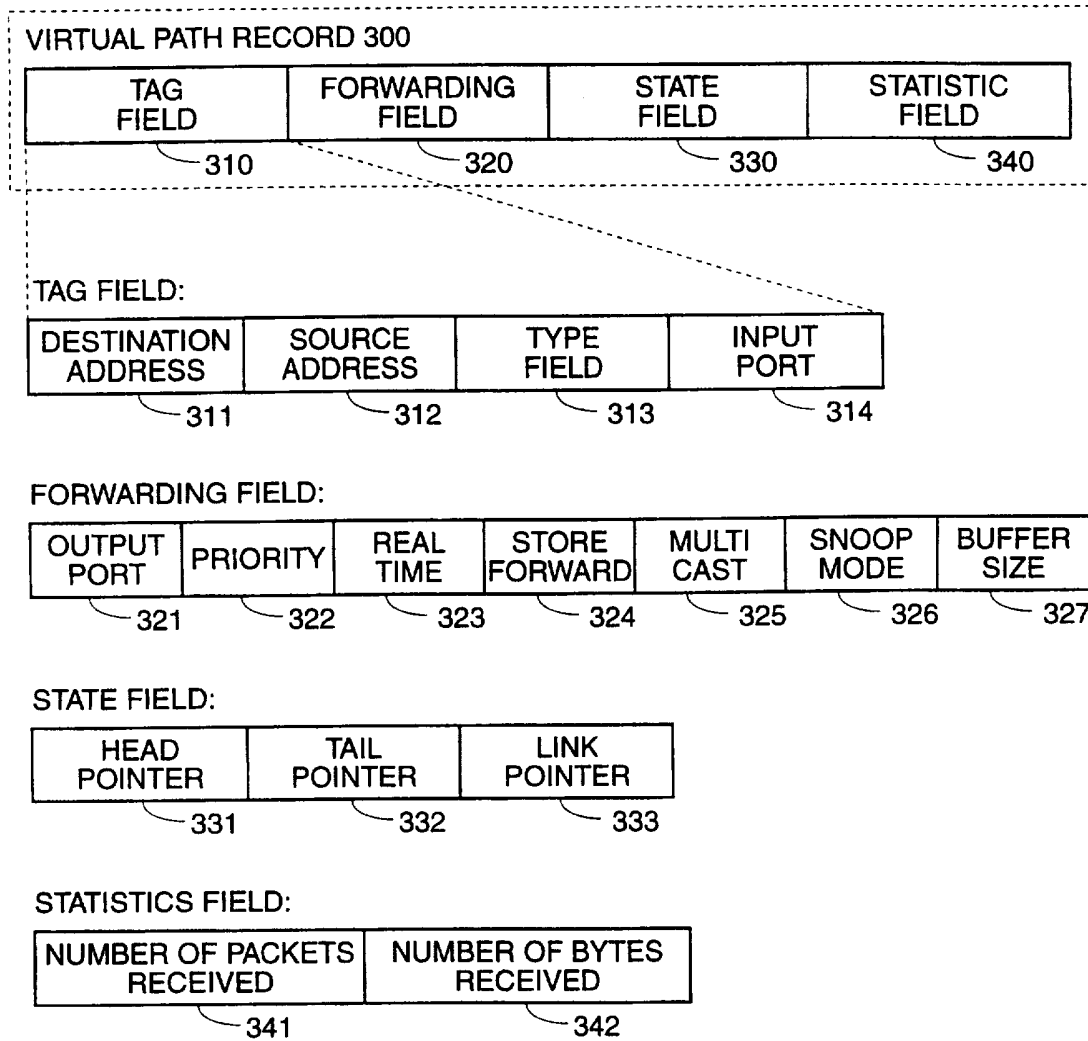 VIRTUAL PATH RECORD 300
TAG FIELD
FORWARDING FIELD
STATE FIELD
STATISTIC FIELD
310
320
330
340
TAG FIELD:
DESTINATION ADDRESS
SOURCE ADDRESS
TYPE FIELD
INPUT PORT
311
312
313
314
FORWARDING FIELD:
OUTPUT PORT
PRIORITY
REAL TIME
STORE FORWARD
MULTI CAST
SNOOP MODE
BUFFER SIZE
321
322
323
324
325
326
327
STATE FIELD:
HEAD POINTER
TAIL POINTER
LINK POINTER
331
332
333
STATISTICS FIELD:
NUMBER OF PACKETS RECEIVED
NUMBER OF BYTES RECEIVED
341
342